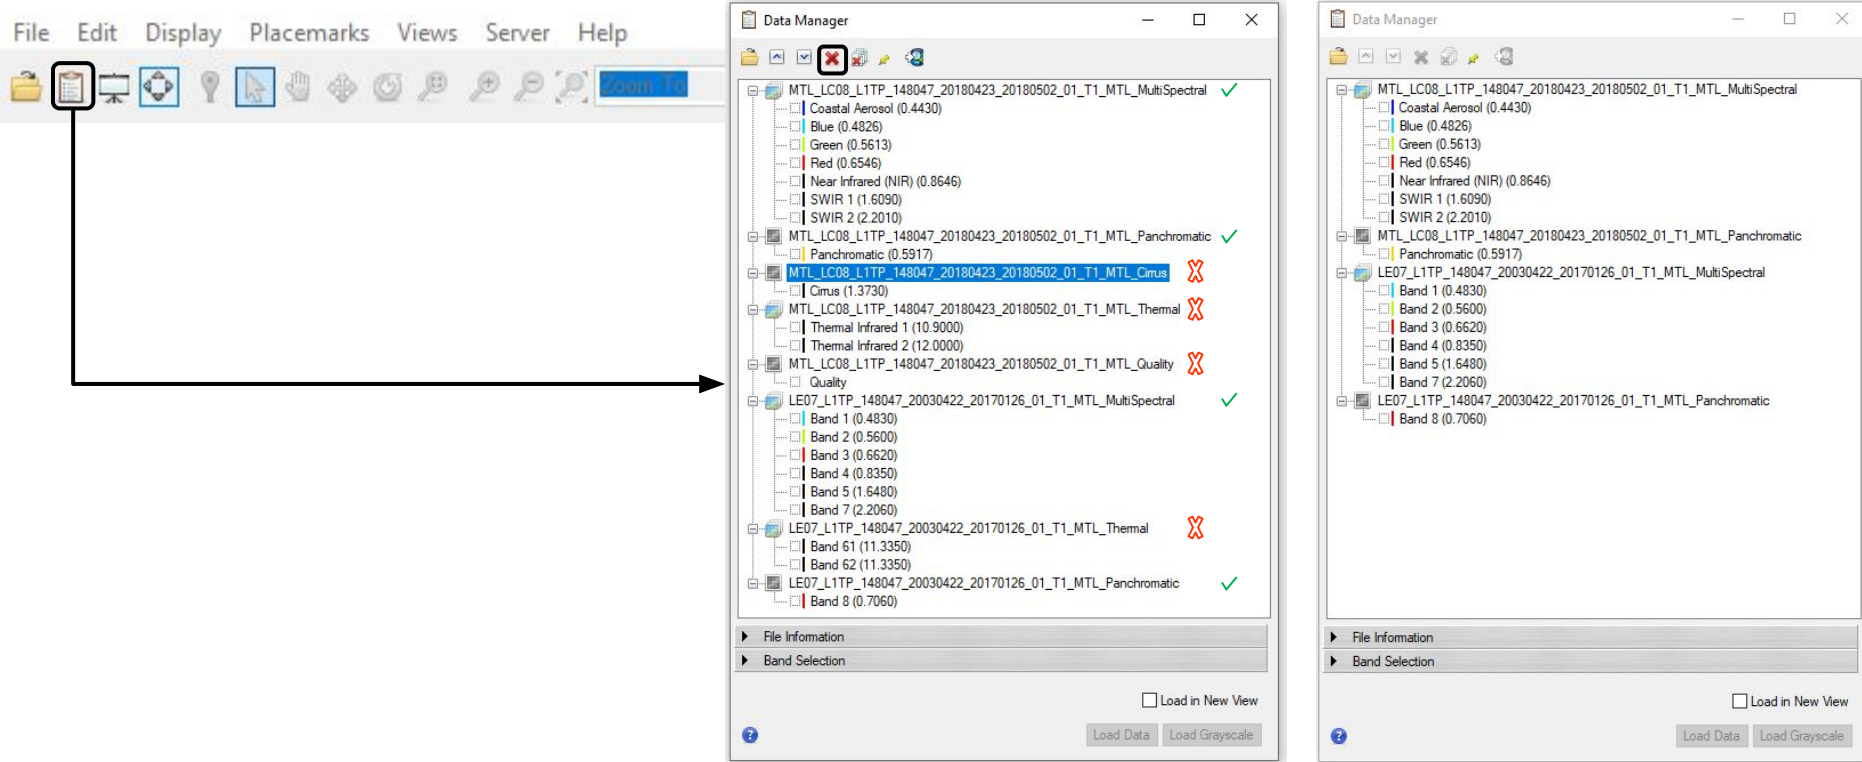 File Edit Display Placemarks Views Server Help
Zoom To
Data Manager
MTL_LC08_L1TP_148047_20180423_20180502_01_T1_MTL_MultiSpectral
Coastal Aerosol (0.4430)
Blue (0.4826)
Green (0.5613)
Red (0.6546)
Near Infrared (NIR) (0.8646)
SWIR 1 (1.6090)
SWIR 2 (2.2010)
MTL_LC08_L1TP_148047_20180423_20180502_01_T1_MTL_Panchromatic
Panchromatic (0.5917)
MTL_LC08_L1TP_148047_20180423_20180502_01_T1_MTL_Cirrus
Cirrus (1.3730)
MTL_LC08_L1TP_148047_20180423_20180502_01_T1_MTL_Thermal
Thermal Infrared 1 (10.9000)
Thermal Infrared 2 (12.0000)
MTL_LC08_L1TP_148047_20180423_20180502_01_T1_MTL_Quality
Quality
LE07_L1TP_148047_20030422_20170126_01_T1_MTL_MultiSpectral
Band 1 (0.4830)
Band 2 (0.5600)
Band 3 (0.6620)
Band 4 (0.8350)
Band 5 (1.6480)
Band 7 (2.2060)
LE07_L1TP_148047_20030422_20170126_01_T1_MTL_Thermal
Band 61 (11.3350)
Band 62 (11.3350)
LE07_L1TP_148047_20030422_20170126_01_T1_MTL_Panchromatic
Band 8 (0.7060)
File Information
Band Selection
Load in New View
Load Data Load Grayscale
Data Manager
MTL_LC08_L1TP_148047_20180423_20180502_01_T1_MTL_MultiSpectral
Coastal Aerosol (0.4430)
Blue (0.4826)
Green (0.5613)
Red (0.6546)
Near Infrared (NIR) (0.8646)
SWIR 1 (1.6090)
SWIR 2 (2.2010)
MTL_LC08_L1TP_148047_20180423_20180502_01_T1_MTL_Panchromatic
Panchromatic (0.5917)
LE07_L1TP_148047_20030422_20170126_01_T1_MTL_MultiSpectral
Band 1 (0.4830)
Band 2 (0.5600)
Band 3 (0.6620)
Band 4 (0.8350)
Band 5 (1.6480)
Band 7 (2.2060)
LE07_L1TP_148047_20030422_20170126_01_T1_MTL_Panchromatic
Band 8 (0.7060)
File Information
Band Selection
Load in New View
Load Data Load Grayscale